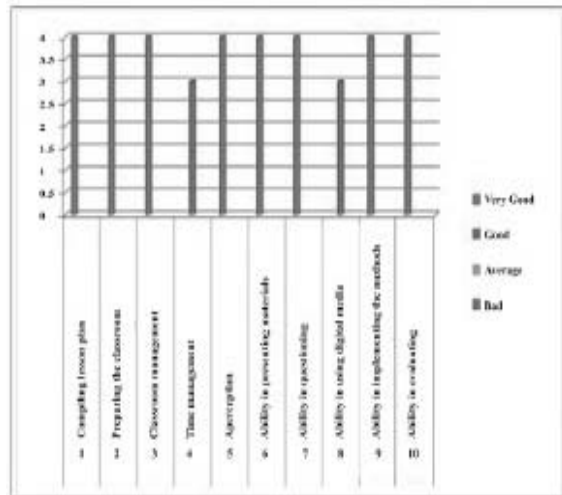 4
3.5
3
2.5
2
1.5
1
0.5
0
Compiling lesson plan
Preparing the classroom
Classroom management
Time management
Aperception
Ability in presenting materials
Ability in questioning
Ability in using digital media
Ability in implementing the methods
Ability in evaluating
1 2 3 4 5 6 7 8 9 10
Very Good
Good
Average
Bad